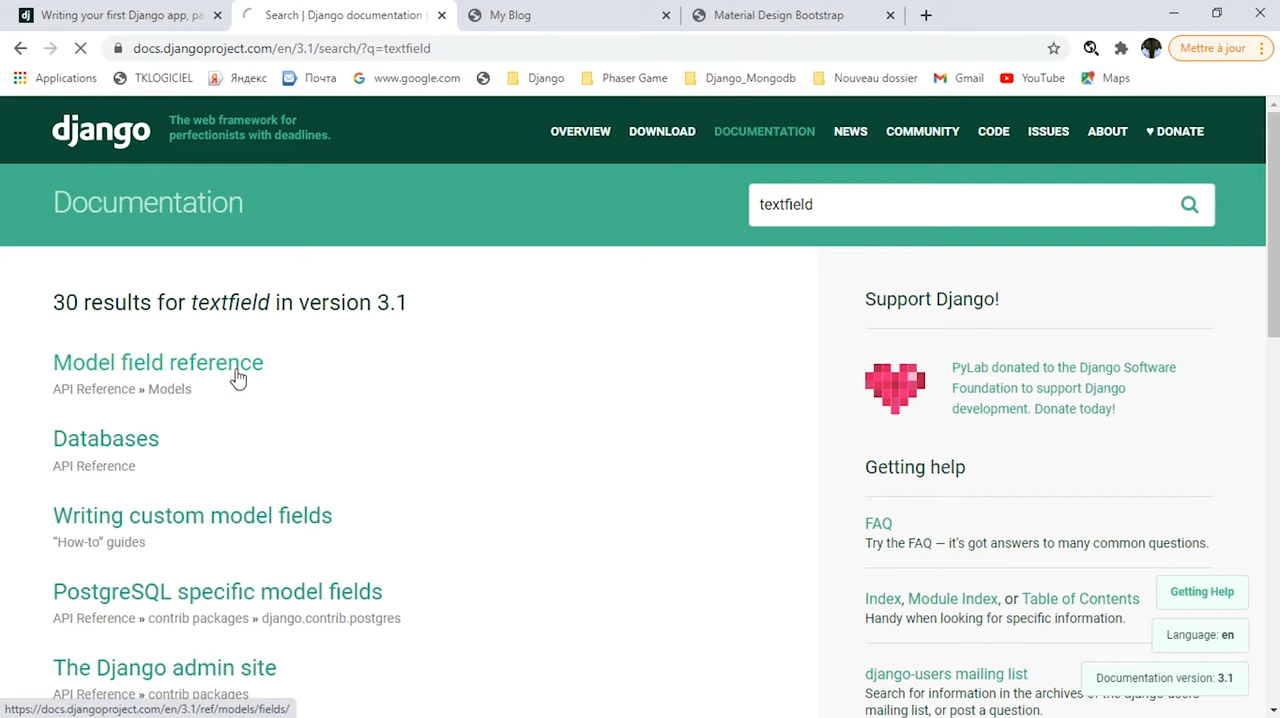 Writing your first Django app, pa
Search | Django documentation |
My Blog
Material Design Bootstrap
docs.djangoproject.com/en/3.1/search/?q=textfield
Mettre à jour
Applications
TKLOGICIEL
Яндекс
Почта
www.google.com
Django
Phaser Game
Django_Mongodb
Nouveau dossier
Gmail
YouTube
Maps
django
The web framework for
perfectionists with deadlines.
OVERVIEW
DOWNLOAD
DOCUMENTATION
NEWS
COMMUNITY
CODE
ISSUES
ABOUT
♥ DONATE
Documentation
textfield
30 results for textfield in version 3.1
Model field reference
API Reference » Models
Databases
API Reference
Writing custom model fields
“How-to” guides
PostgreSQL specific model fields
API Reference » contrib packages » django.contrib.postgres
The Django admin site
API Reference » contrib packages
Support Django!
PyLab donated to the Django Software
Foundation to support Django
development. Donate today!
Getting help
FAQ
Try the FAQ — it's got answers to many common questions.
Index, Module Index, or Table of Contents
Handy when looking for specific information.
django-users mailing list
Search for information in the archives of the django-users
mailing list, or post a question.
Getting Help
Language: en
Documentation version: 3.1
https://docs.djangoproject.com/en/3.1/ref/models/fields/